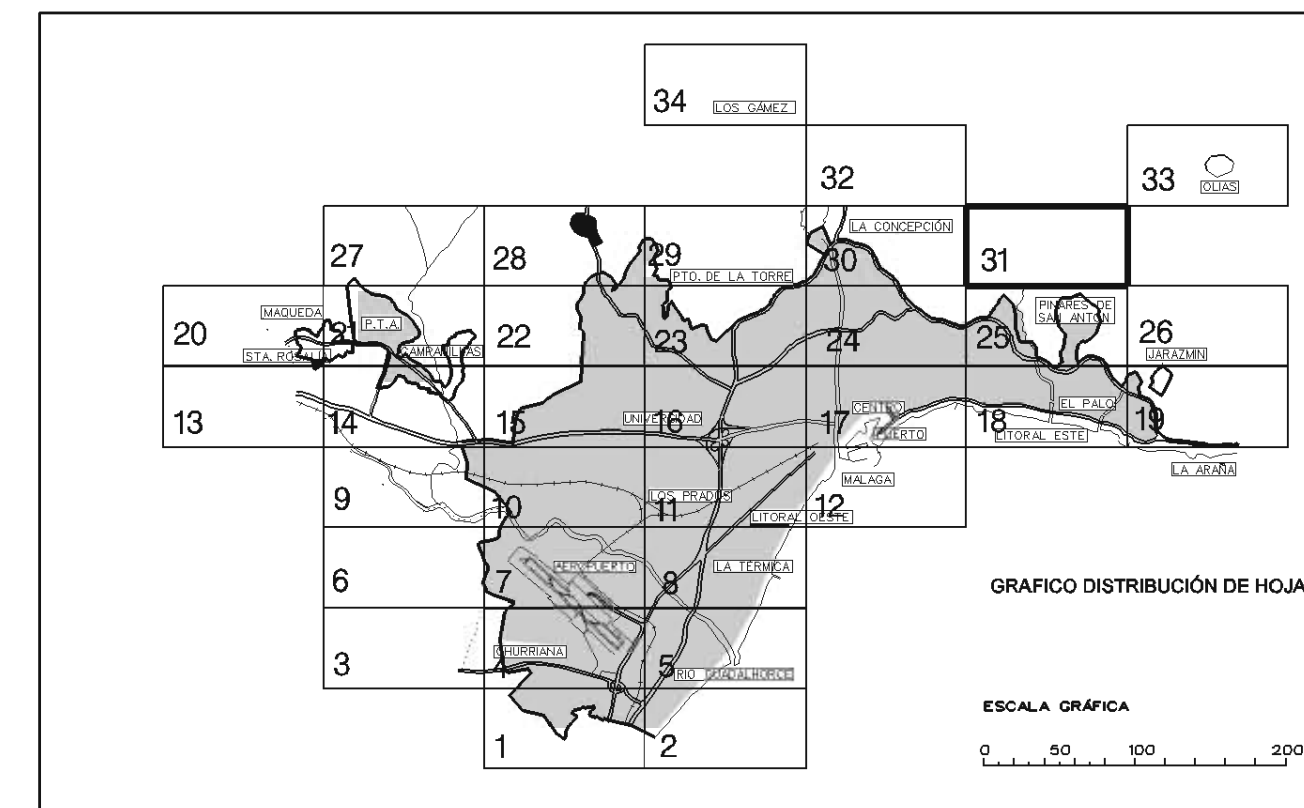 34 LOS GÁMEZ
32
33 OLIAS
LA CONCEPCIÓN
27 28 29 30 31
PTO. DE LA TORRE
MAQUEDA
P.T.A.
PINARES DE
SAN ANTÓN
20 22 23 24 25 26
STA. ROSALIA
CAMPANILLAS
JARAZMIN
13 14 15 16 17 18 19
UNIVERSIDAD
CENTRO
EL PALO
PUERTO
LITORAL ESTE
LA ARAÑA
MALAGA
9 10 11 12
LOS PRADOS
LITORAL OESTE
6 7 8
AEROPUERTO
LA TÉRMICA
GRAFICO DISTRIBUCIÓN DE HOJA
3 5
CHURRIANA
RIO GUADALHORCE
1 2
ESCALA GRÁFICA
0 50 100 200